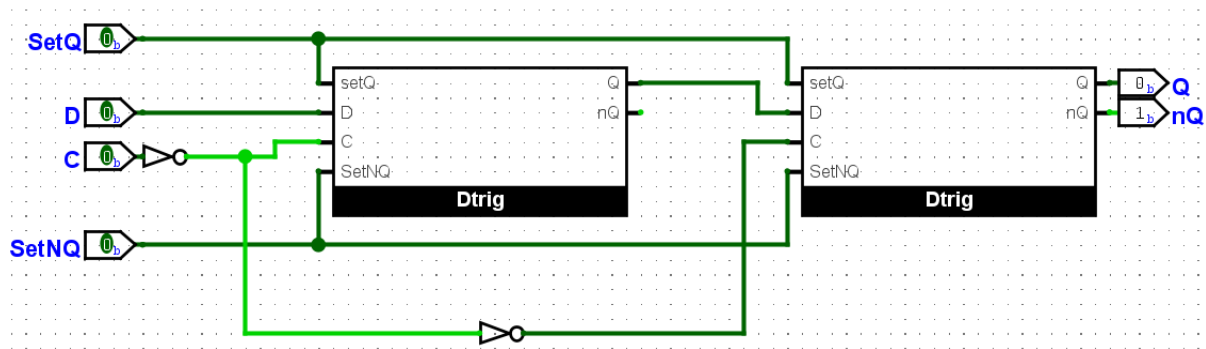 SetQ 0b
setQ Q setQ Q 0b Q
D 0b D nQ D nQ 1b nQ
C 0b C C
SetNQ SetNQ
Dtrig Dtrig
SetNQ 0b